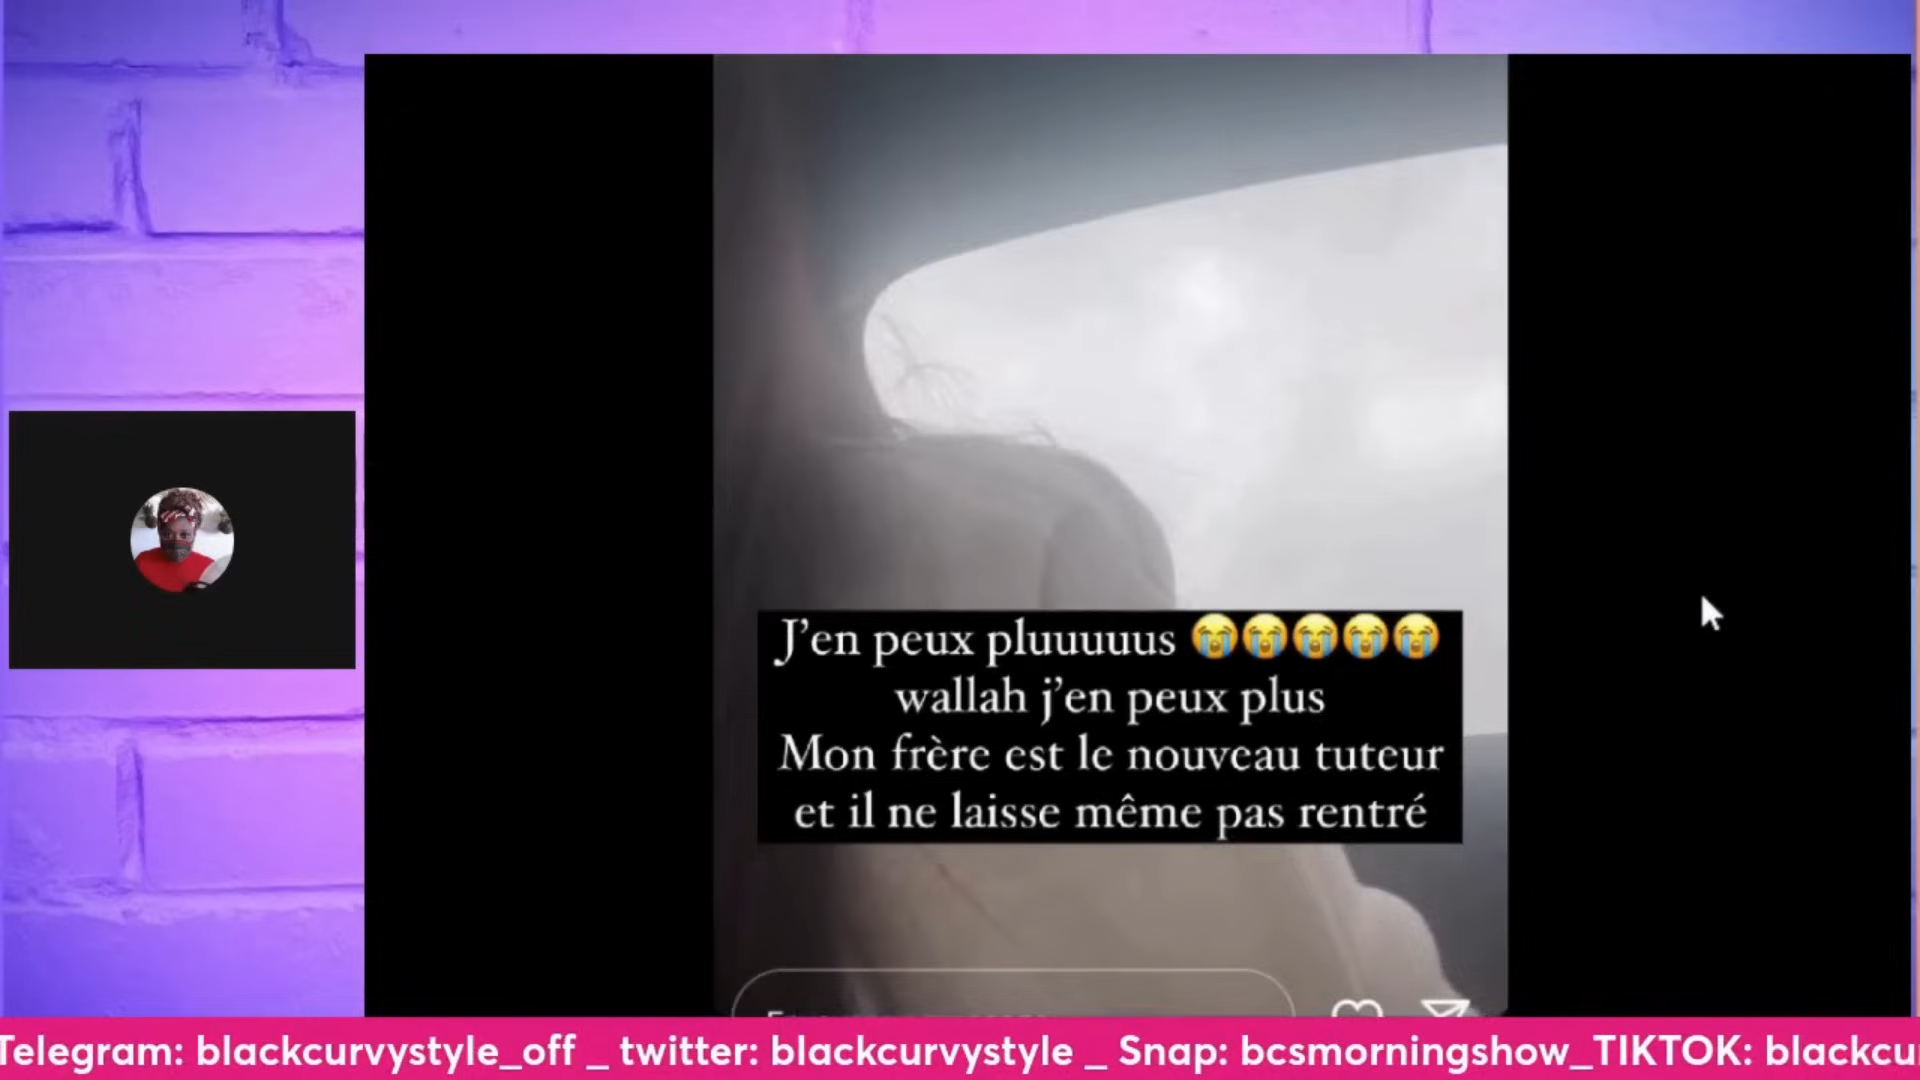 J'en peux pluuuuus 😭😭😭😭😭
wallah j'en peux plus
Mon frère est le nouveau tuteur
et il ne laisse même pas rentré
Telegram: blackcurvystyle_off _ twitter: blackcurvystyle _ Snap: bcsmorningshow_TIKTOK: blackcu